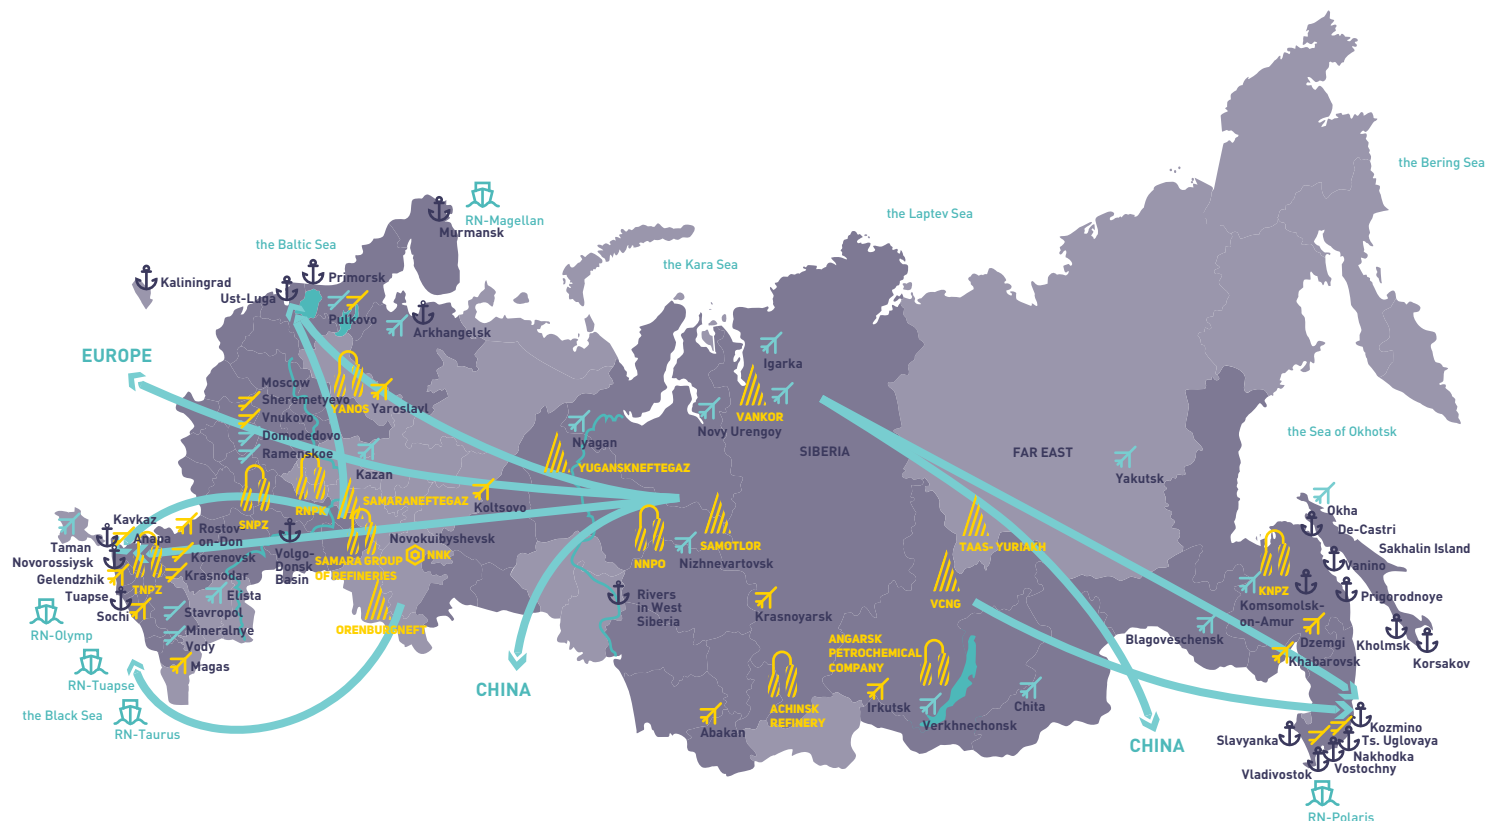 the Bering Sea
the Laptev Sea
RN-Magellan
Murmansk
the Baltic Sea
the Kara Sea
Kaliningrad
Primorsk
Ust-Luga
Pulkovo
Arkhangelsk
EUROPE
Igarka
Moscow
Sheremetyevo
Vnukovo
Domodedovo
Ramenskoe
YANOS
Yaroslavl
VANKOR
Novy Urengoy
Nyagan
SIBERIA
FAR EAST
the Sea of Okhotsk
Kazan
YUGANSKNEFTEGAZ
Yakutsk
SAMARANEFTEGAZ
Koltsovo
RNPK
SNPZ
Kavkaz
Anapa
Taman
Novorossiysk
Gelendzhik
Tuapse
Sochi
TNPZ
Rostov-
on-Don
Korenovsk
Krasnodar
Elista
Stavropol
Mineralnye
Vody
Magas
Volgo-
Donsk
Basin
Novokuibyshevsk
NNK
SAMARA GROUP
OF REFINERIES
ORENBURGNEFT
NNPO
SAMOTLOR
Nizhnevartovsk
Rivers
in West
Siberia
Krasnoyarsk
TAAS- YURIAKH
VCNG
ANGARSK
PETROCHEMICAL
COMPANY
Irkutsk
Verkhnechonsk
Chita
ACHINSK
REFINERY
Abakan
CHINA
RN-Olymp
RN-Tuapse
the Black Sea
RN-Taurus
Okha
De-Castri
Sakhalin Island
Vanino
Prigorodnoye
KNPZ
Komsomolsk-
on-Amur
Blagoveschensk
Dzemgi
Khabarovsk
Kholmsk
Korsakov
CHINA
Kozmino
Ts. Uglovaya
Nakhodka
Vostochny
Slavyanka
Vladivostok
RN-Polaris